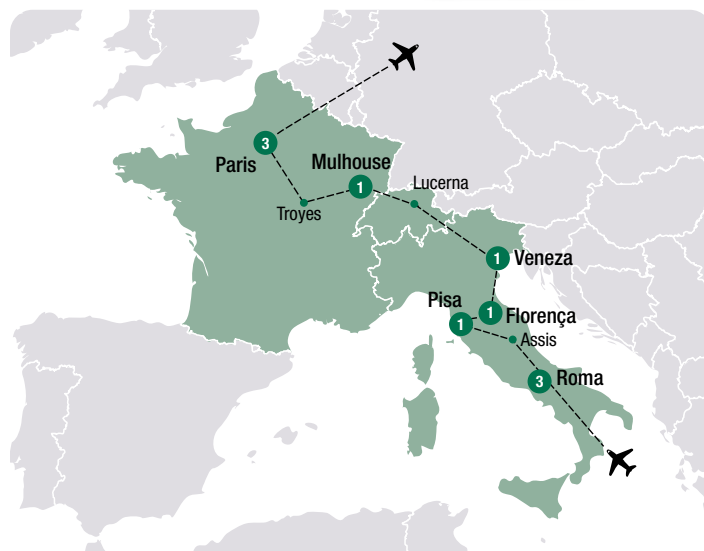 3
Paris
Mulhouse
1
Lucerna
Troyes
1
Veneza
Pisa
1
1
Florença
Assis
3
Roma